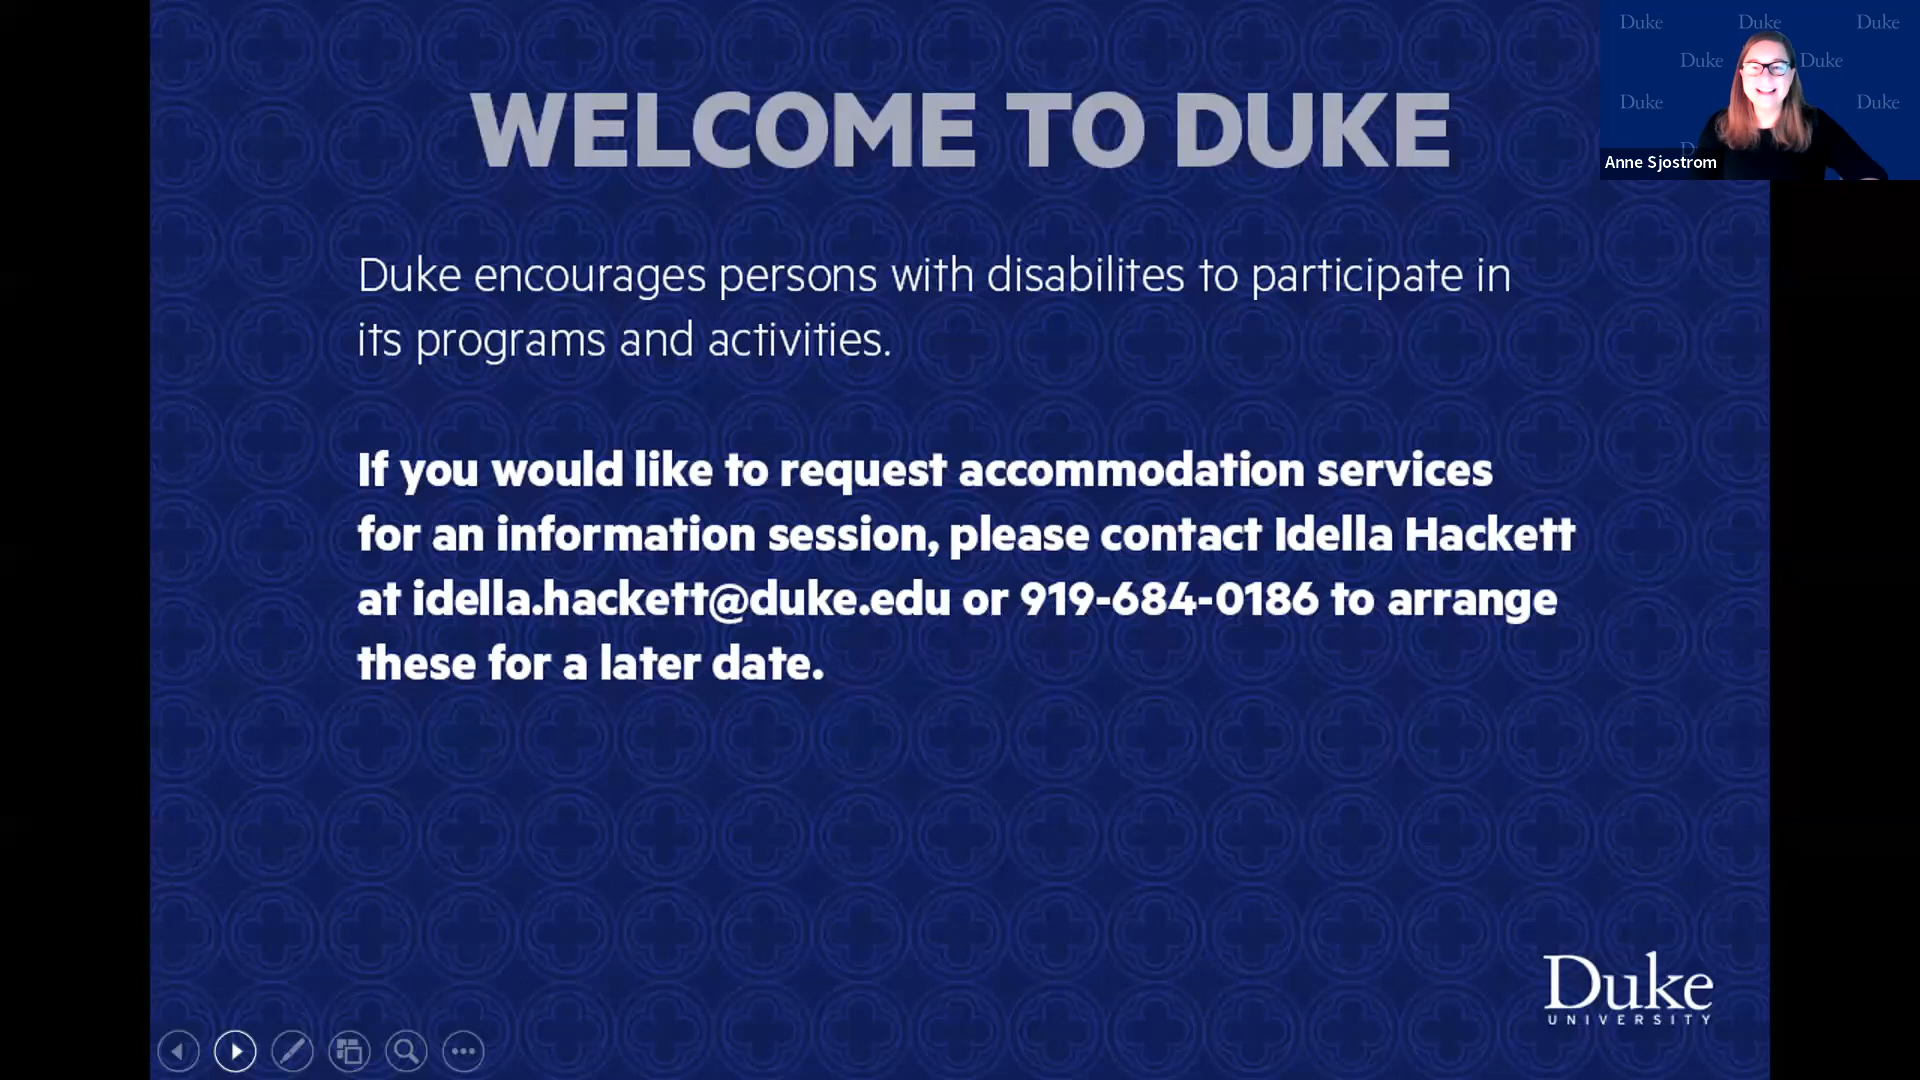 WELCOME TO DUKE
Duke encourages persons with disabilites to participate in
its programs and activities.
If you would like to request accommodation services
for an information session, please contact Idella Hackett
at idella.hackett@duke.edu or 919-684-0186 to arrange
these for a later date.
Duke
UNIVERSITY
Duke Duke Duke
Duke Duke
Duke Duke
Anne Sjostrom